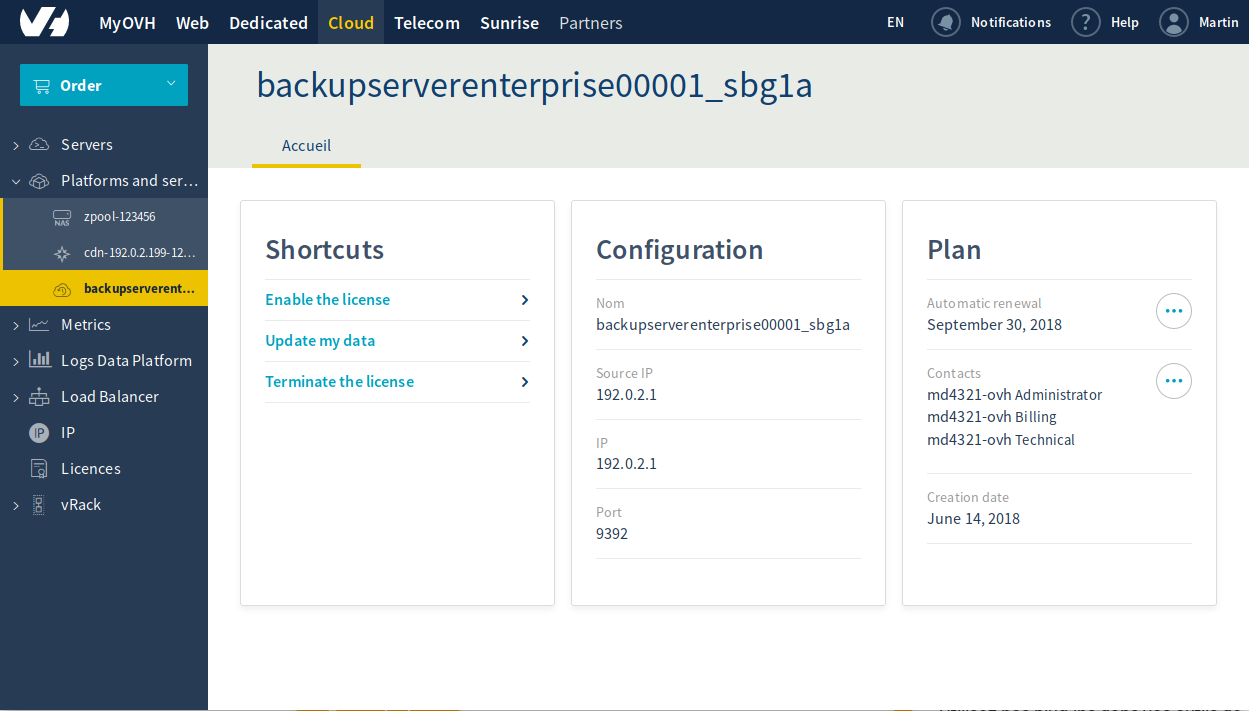 MyOVH Web Dedicated Cloud Telecom Sunrise Partners EN Notifications ? Help Martin
Order
Servers
Platforms and ser...
NAS zpool-123456
cdn-192.0.2.199-12...
backupserverent...
Metrics
Logs Data Platform
Load Balancer
IP IP
Licences
vRack
backupserverenterprise00001_sbg1a
Accueil
Shortcuts
Enable the license
Update my data
Terminate the license
Configuration
Nom
backupserverenterprise00001_sbg1a
Source IP
192.0.2.1
IP
192.0.2.1
Port
9392
Plan
Automatic renewal
September 30, 2018
Contacts
md4321-ovh Administrator
md4321-ovh Billing
md4321-ovh Technical
Creation date
June 14, 2018